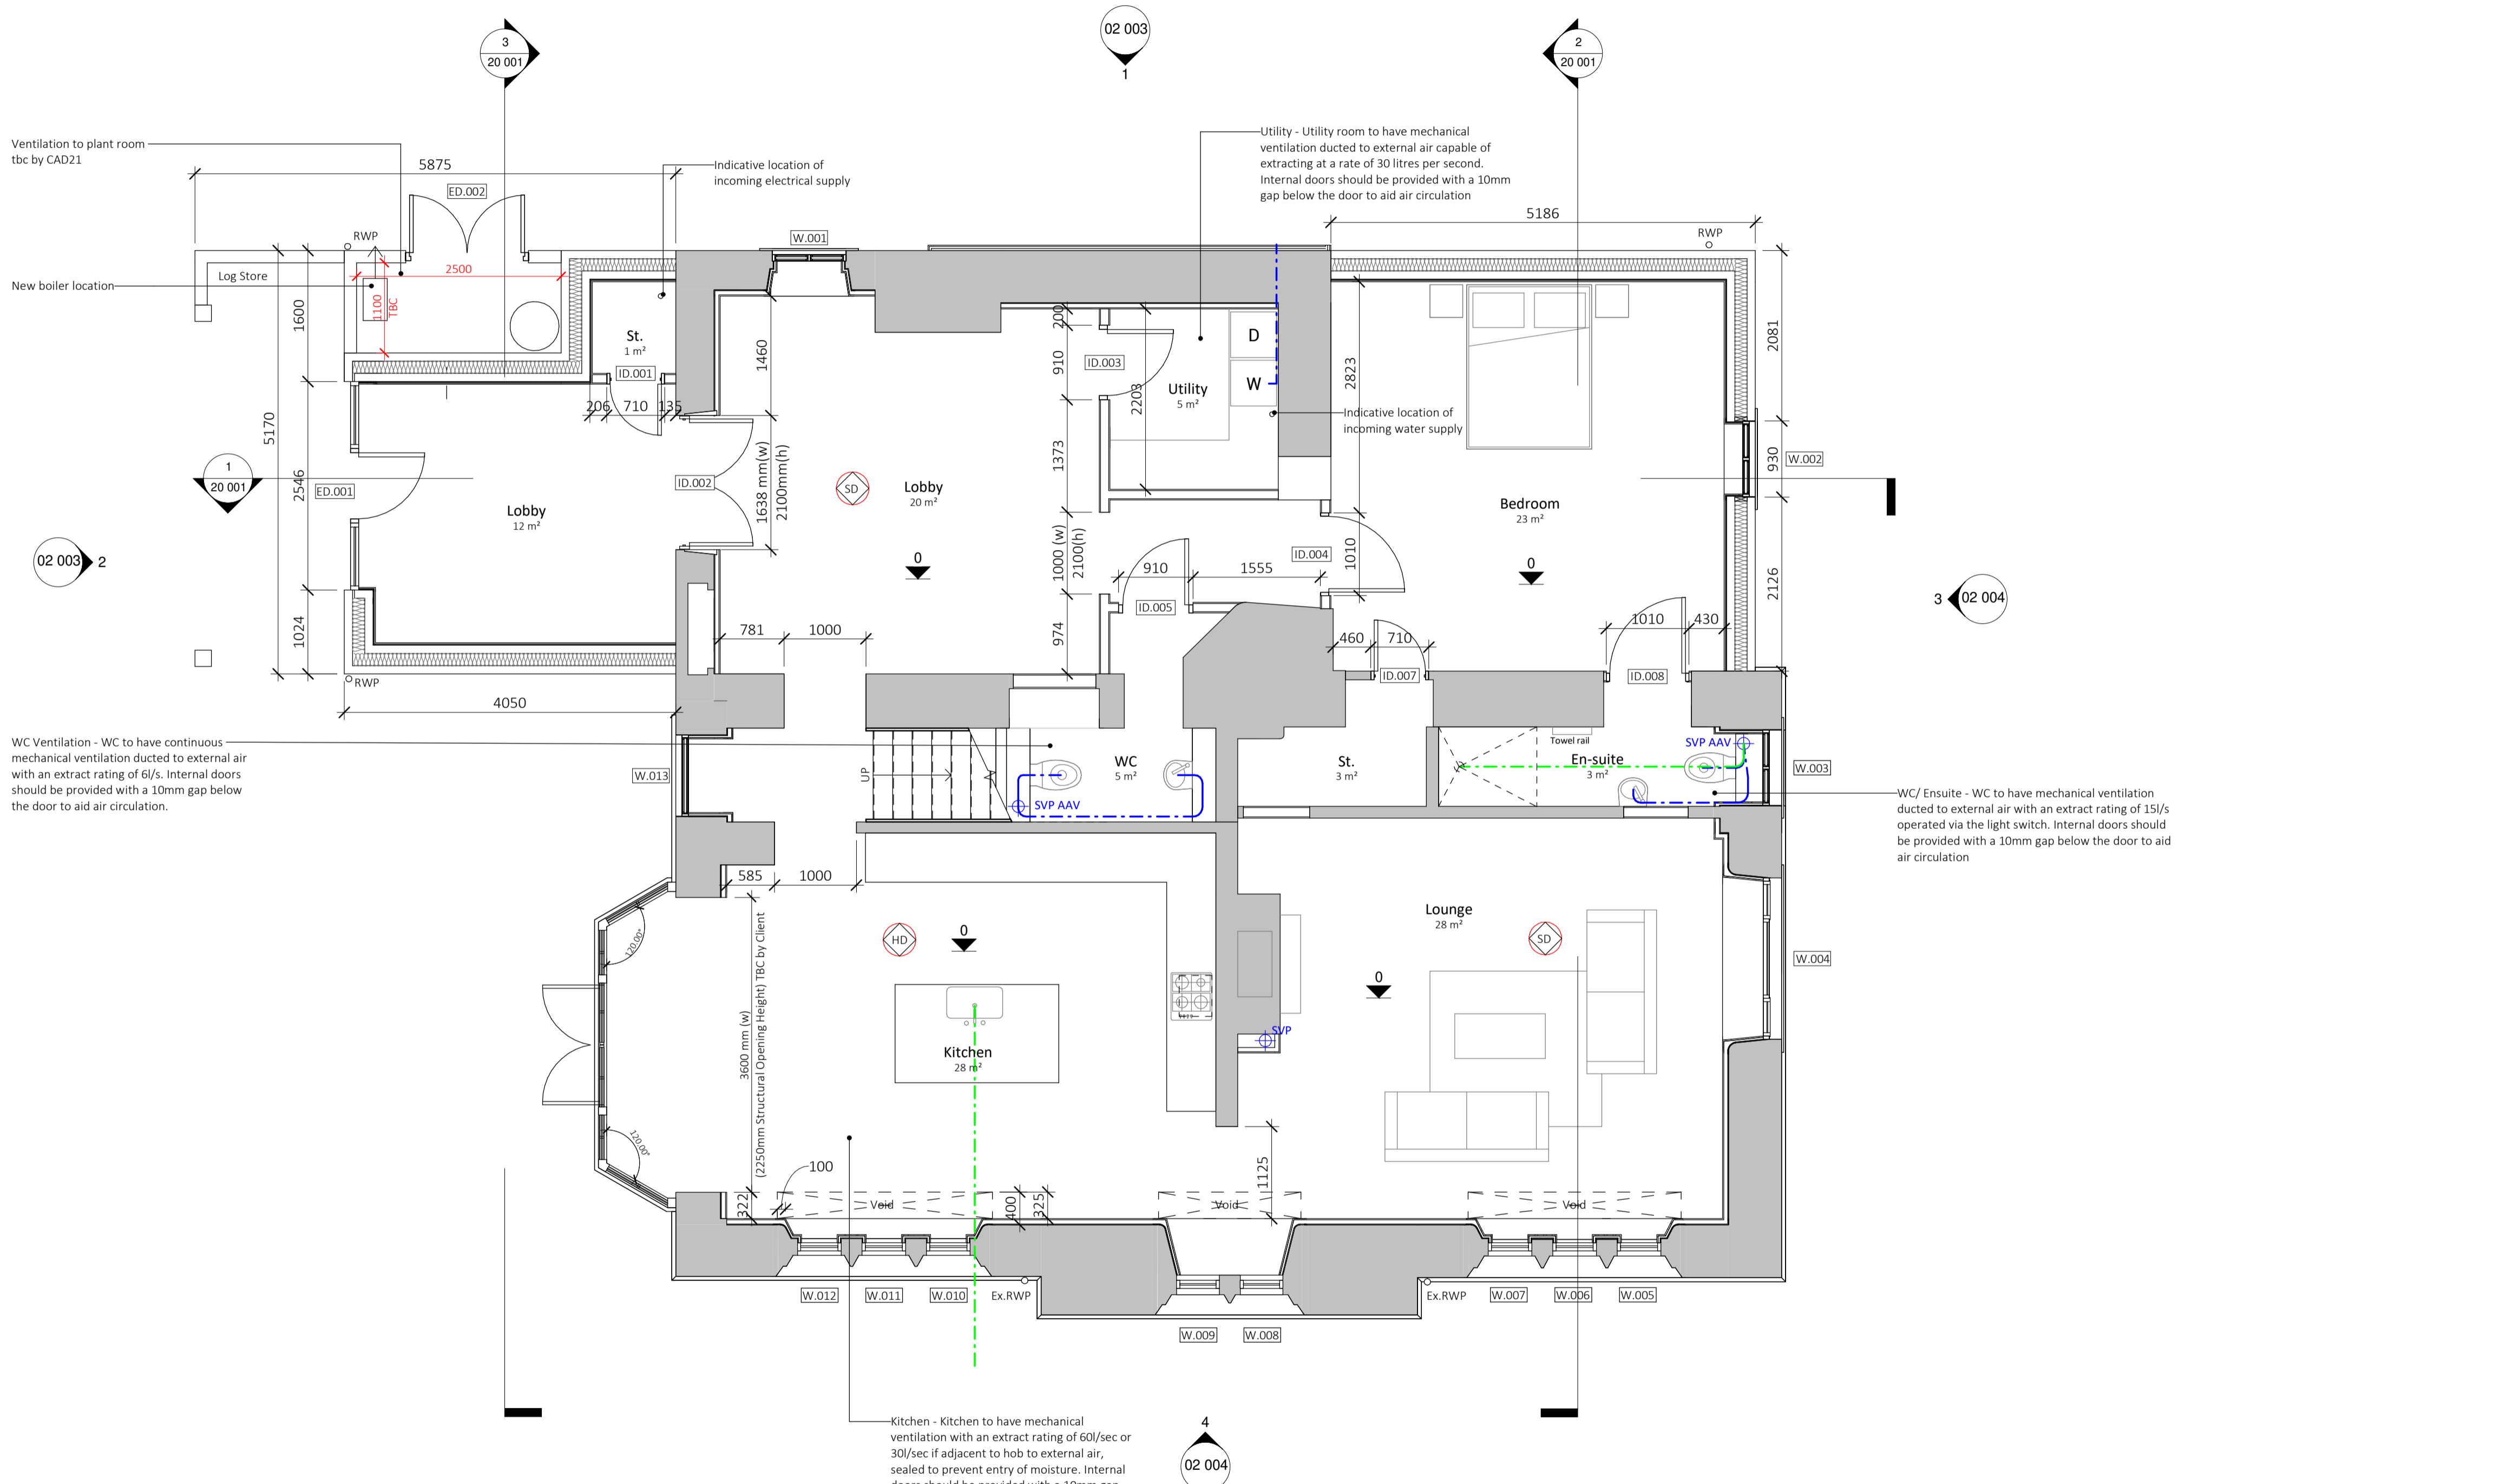 02 003
1
3
20 001
2
20 001
Ventilation to plant room
tbc by CAD21
5875
ED.002
Indicative location of
incoming electrical supply
Utility - Utility room to have mechanical
ventilation ducted to external air capable of
extracting at a rate of 30 litres per second.
Internal doors should be provided with a 10mm
gap below the door to aid air circulation
5186
RWP
RWP
W.001
Log Store
2500
New boiler location
1100
TBC
1600
St.
1 m²
ID.001
206
710
135
1460
200
910
ID.003
2203
D
W
Utility
5 m²
2823
2081
Indicative location of
incoming water supply
5170
2546
1
20 001
ED.001
ID.002
1638 mm(w)
2100mm(h)
SD
Lobby
20 m²
Lobby
12 m²
1373
930
W.002
Bedroom
23 m²
02 003
2
0
1000 (w)
2100(h)
910
1555
ID.004
1010
0
2126
3
02 004
ID.005
1024
781
1000
974
460
710
1010
430
ID.007
ID.008
RWP
4050
WC Ventilation - WC to have continuous
mechanical ventilation ducted to external air
with an extract rating of 6l/s. Internal doors
should be provided with a 10mm gap below
the door to aid air circulation.
W.013
UP
WC
5 m²
SVP AAV
St.
3 m²
Towel rail
En-suite
3 m²
SVP AAV
W.003
WC/ Ensuite - WC to have mechanical ventilation
ducted to external air with an extract rating of 15l/s
operated via the light switch. Internal doors should
be provided with a 10mm gap below the door to aid
air circulation
585
1000
120.00°
3600 mm (w)
(2250mm Structural Opening Height) TBC by Client
HD
0
Lounge
28 m²
SD
0
W.004
SVP
Kitchen
28 m²
120.00°
100
322
Void
400
325
Void
1125
Void
W.012
W.011
W.010
Ex.RWP
W.009
W.008
Ex.RWP
W.007
W.006
W.005
Kitchen - Kitchen to have mechanical
ventilation with an extract rating of 60l/sec or
30l/sec if adjacent to hob to external air,
sealed to prevent entry of moisture. Internal
doors should be provided with a 10mm gap
4
02 004